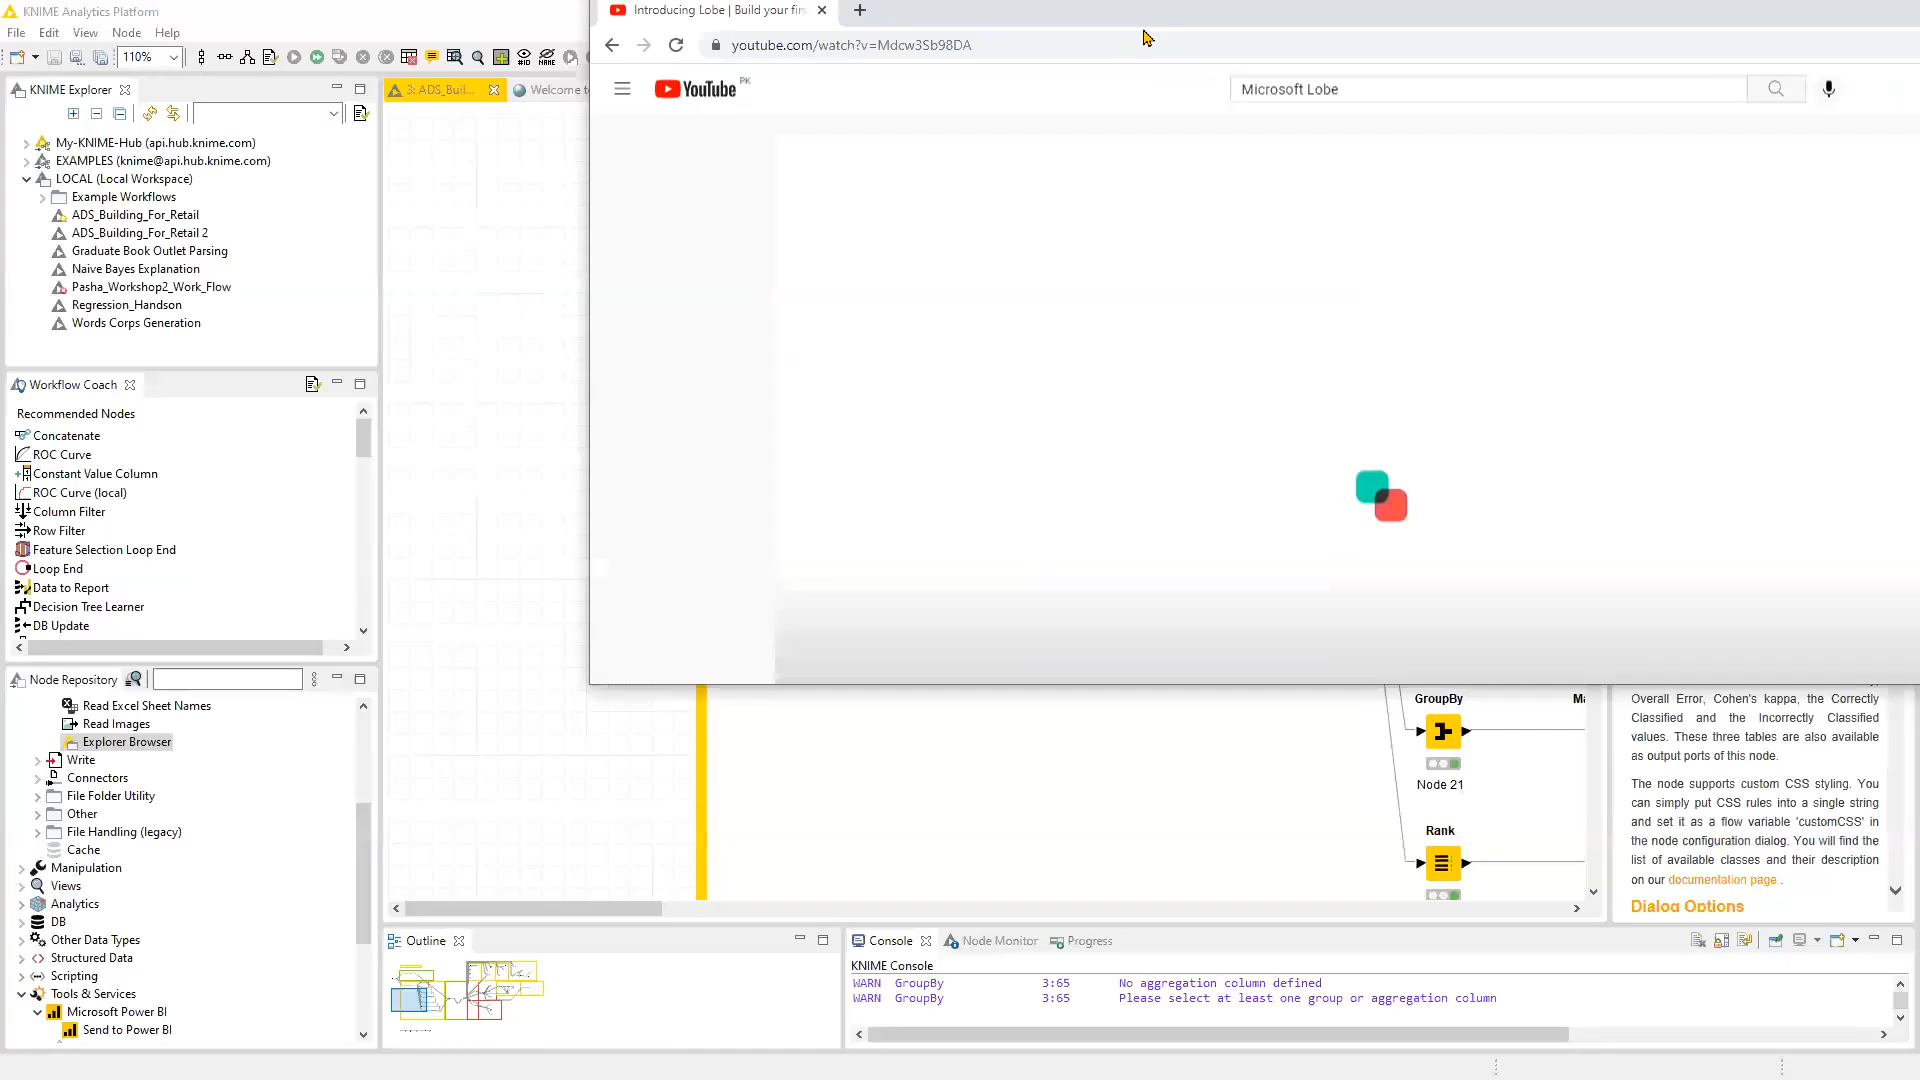 KNIME Analytics Platform
File Edit View Node Help
110%
KNIME Explorer
My-KNIME-Hub (api.hub.knime.com)
EXAMPLES (knime@api.hub.knime.com)
LOCAL (Local Workspace)
Example Workflows
ADS_Building_For_Retail
ADS_Building_For_Retail 2
Graduate Book Outlet Parsing
Naive Bayes Explanation
Pasha_Workshop2_Work_Flow
Regression_Handson
Words Corps Generation
Workflow Coach
Recommended Nodes
Concatenate
ROC Curve
Constant Value Column
ROC Curve (local)
Column Filter
Row Filter
Feature Selection Loop End
Loop End
Data to Report
Decision Tree Learner
DB Update
Node Repository
Read Excel Sheet Names
Read Images
Explorer Browser
Write
Connectors
File Folder Utility
Other
File Handling (legacy)
Cache
Manipulation
Views
Analytics
DB
Other Data Types
Structured Data
Scripting
Tools & Services
Microsoft Power BI
Send to Power BI
3: ADS_Buil...
Welcome to
Introducing Lobe | Build your fir
youtube.com/watch?v=Mdcw3Sb98DA
YouTube PK
Microsoft Lobe
GroupBy
Node 21
Rank
Overall Error, Cohen's kappa, the Correctly
Classified and the Incorrectly Classified
values. These three tables are also available
as output ports of this node.
The node supports custom CSS styling. You
can simply put CSS rules into a single string
and set it as a flow variable 'customCSS' in
the node configuration dialog. You will find the
list of available classes and their description
on our documentation page .
Dialog Options
Outline
Console
Node Monitor
Progress
KNIME Console
WARN GroupBy 3:65 No aggregation column defined
WARN GroupBy 3:65 Please select at least one group or aggregation column